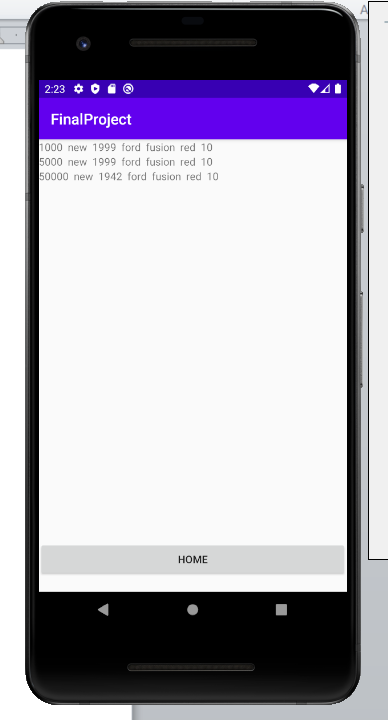 2:23
FinalProject
1000 new 1999 ford fusion red 10
5000 new 1999 ford fusion red 10
50000 new 1942 ford fusion red 10
HOME